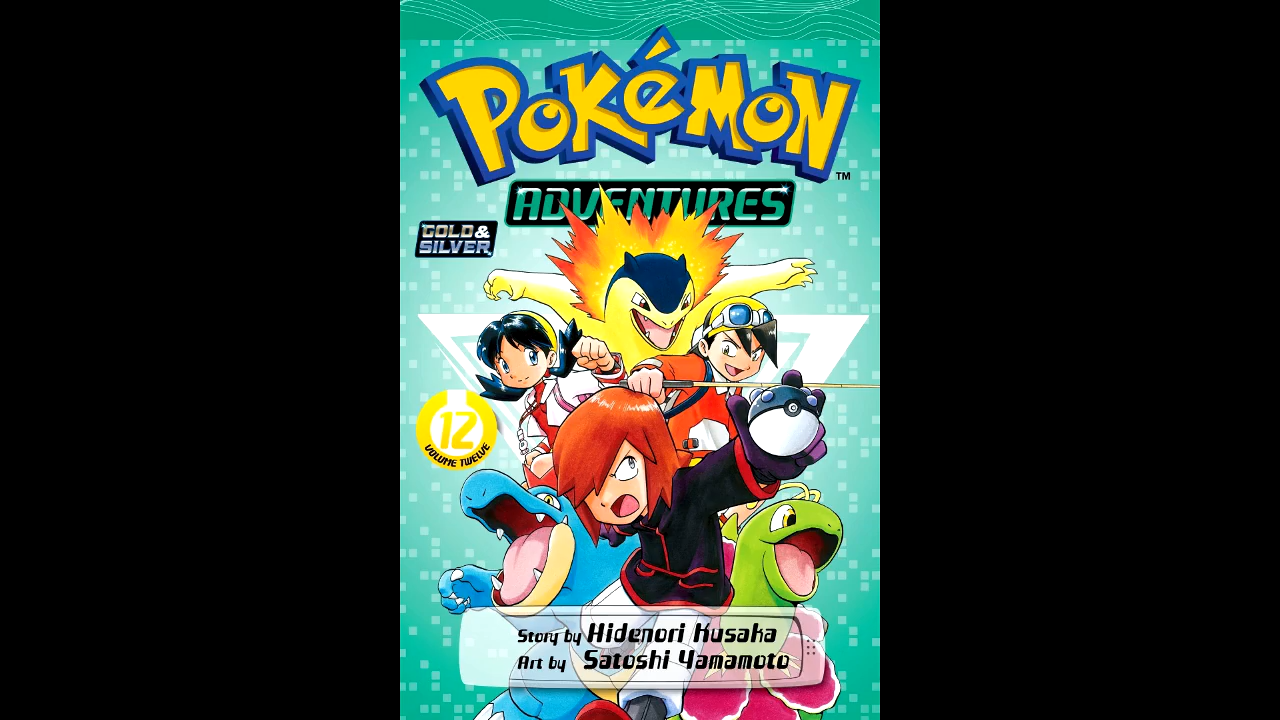 POKéMON
TM
ADVENTURES
GOLD&
SILVER
12
VOLUME TWELVE
Story by Hidenori Kusaka
Art by Satoshi Yamamoto